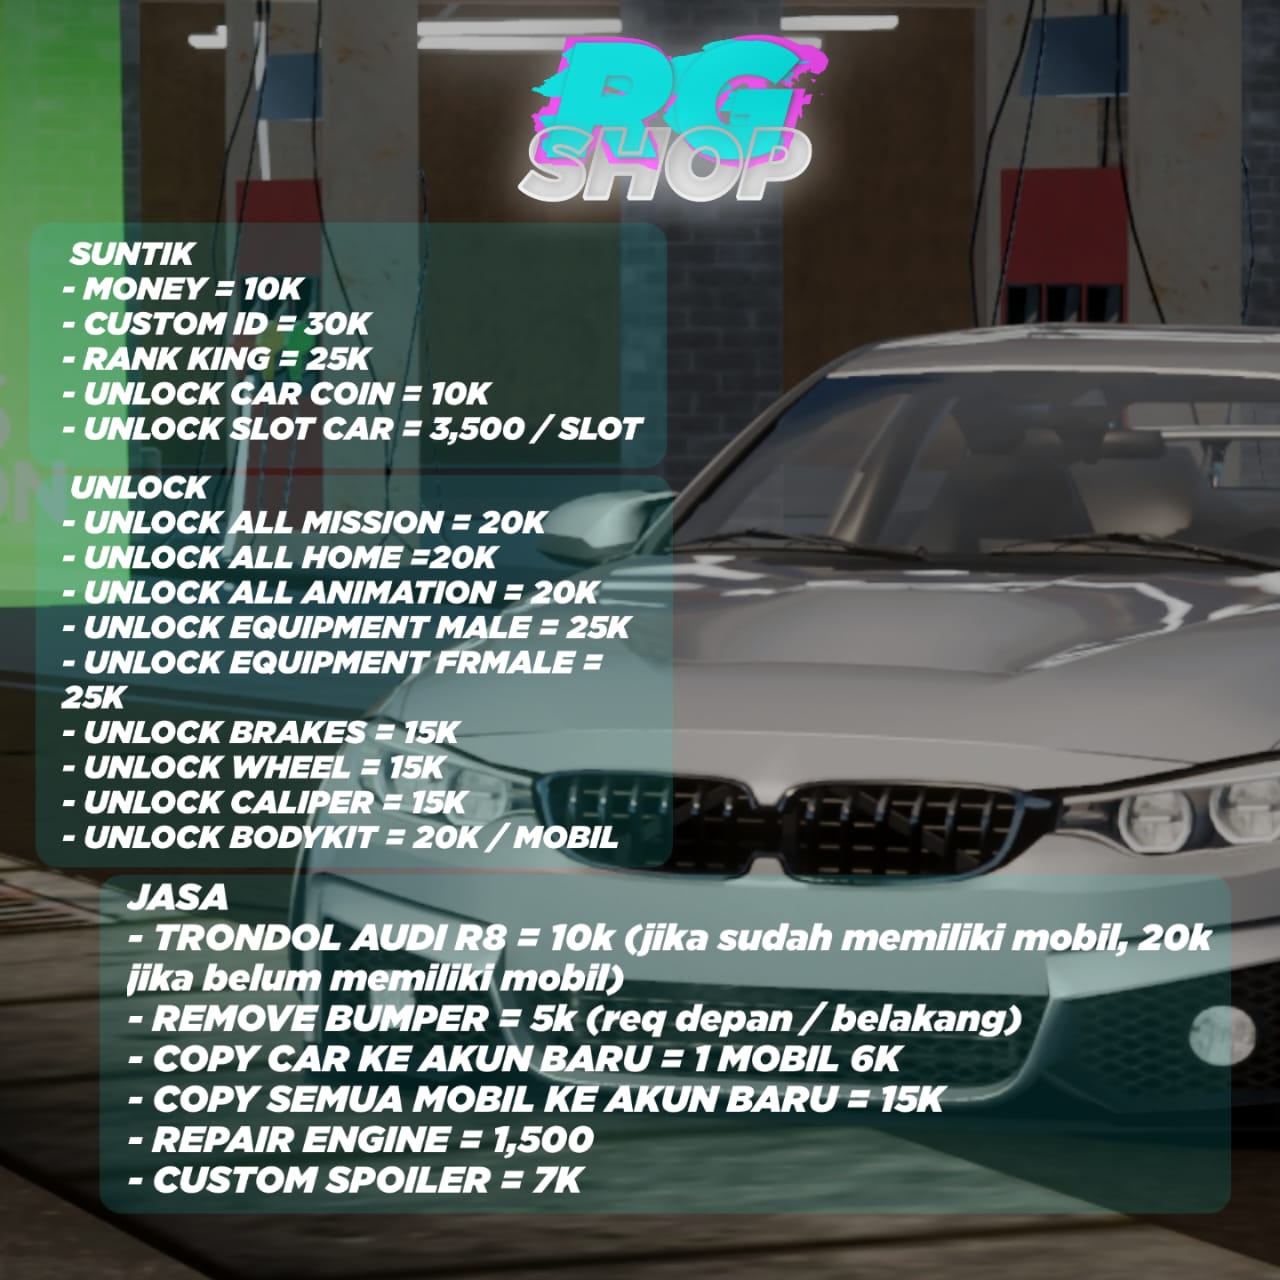 RG
SHOP
SUNTIK
- MONEY = 10K
- CUSTOM ID = 30K
- RANK KING = 25K
- UNLOCK CAR COIN = 10K
- UNLOCK SLOT CAR = 3,500 / SLOT
UNLOCK
- UNLOCK ALL MISSION = 20K
- UNLOCK ALL HOME =20K
- UNLOCK ALL ANIMATION = 20K
- UNLOCK EQUIPMENT MALE = 25K
- UNLOCK EQUIPMENT FRMALE =
25K
- UNLOCK BRAKES = 15K
- UNLOCK WHEEL = 15K
- UNLOCK CALIPER = 15K
- UNLOCK BODYKIT = 20K / MOBIL
JASA
- TRONDOL AUDI R8 = 10k (jika sudah memiliki mobil, 20k
jika belum memiliki mobil)
- REMOVE BUMPER = 5k (req depan / belakang)
- COPY CAR KE AKUN BARU = 1 MOBIL 6K
- COPY SEMUA MOBIL KE AKUN BARU = 15K
- REPAIR ENGINE = 1,500
- CUSTOM SPOILER = 7K